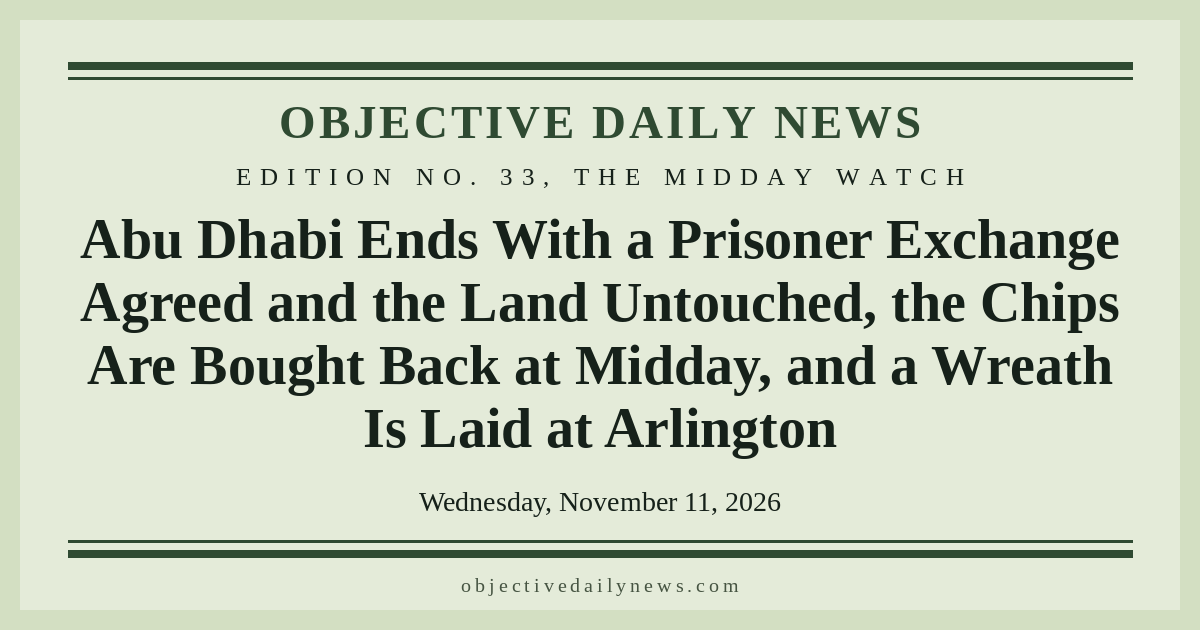 OBJECTIVE DAILY NEWS
EDITION NO. 33, THE MIDDAY WATCH
Abu Dhabi Ends With a Prisoner Exchange
Agreed and the Land Untouched, the Chips
Are Bought Back at Midday, and a Wreath
Is Laid at Arlington
Wednesday, November 11, 2026
objectivedailynews.com